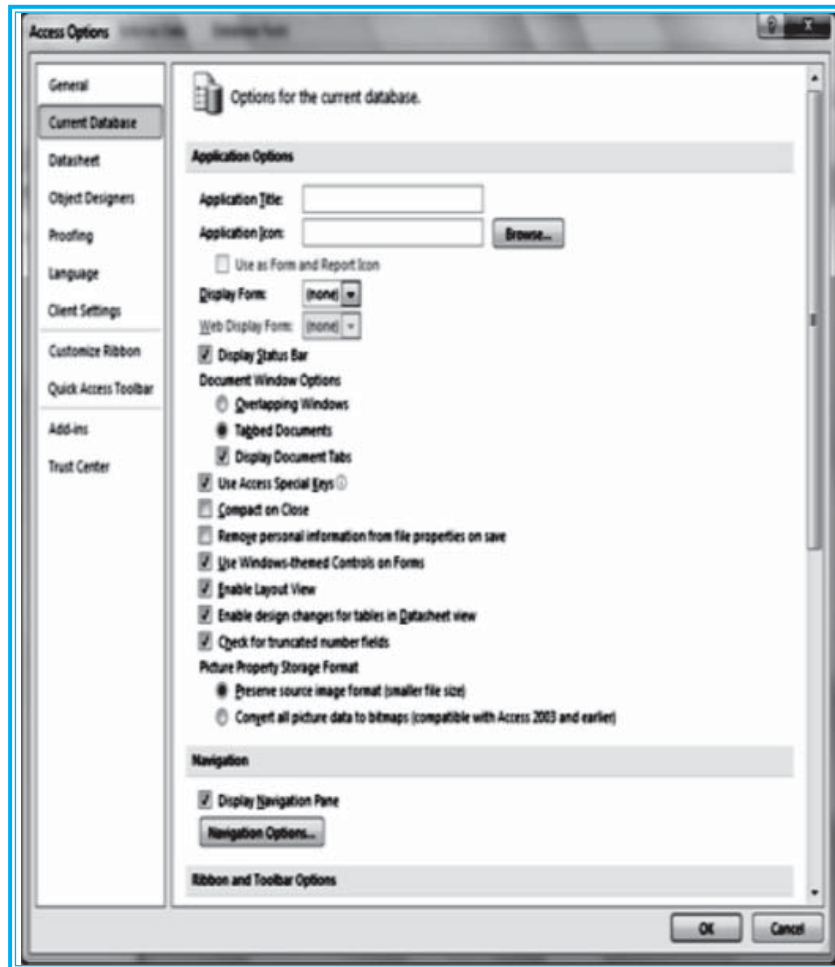 Access Options
General
Current Database
Datasheet
Object Designers
Proofing
Language
Client Settings
Customize Ribbon
Quick Access Toolbar
Add-ins
Trust Center
Options for the current database.
Application Options
Application Title:
Application Icon: Browse...
Use as Form and Report Icon
Display Form: (none)
Web Display Form: (none)
Display Status Bar
Document Window Options
Overlapping Windows
Tabbed Documents
Display Document Tabs
Use Access Special Keys
Compact on Close
Remove personal information from file properties on save
Use Windows-themed Controls on Forms
Enable Layout View
Enable design changes for tables in Datasheet view
Check for truncated number fields
Picture Property Storage Format
Preserve source image format (smaller file size)
Convert all picture data to bitmaps (compatible with Access 2003 and earlier)
Navigation
Display Navigation Pane
Navigation Options...
Ribbon and Toolbar Options
OK Cancel